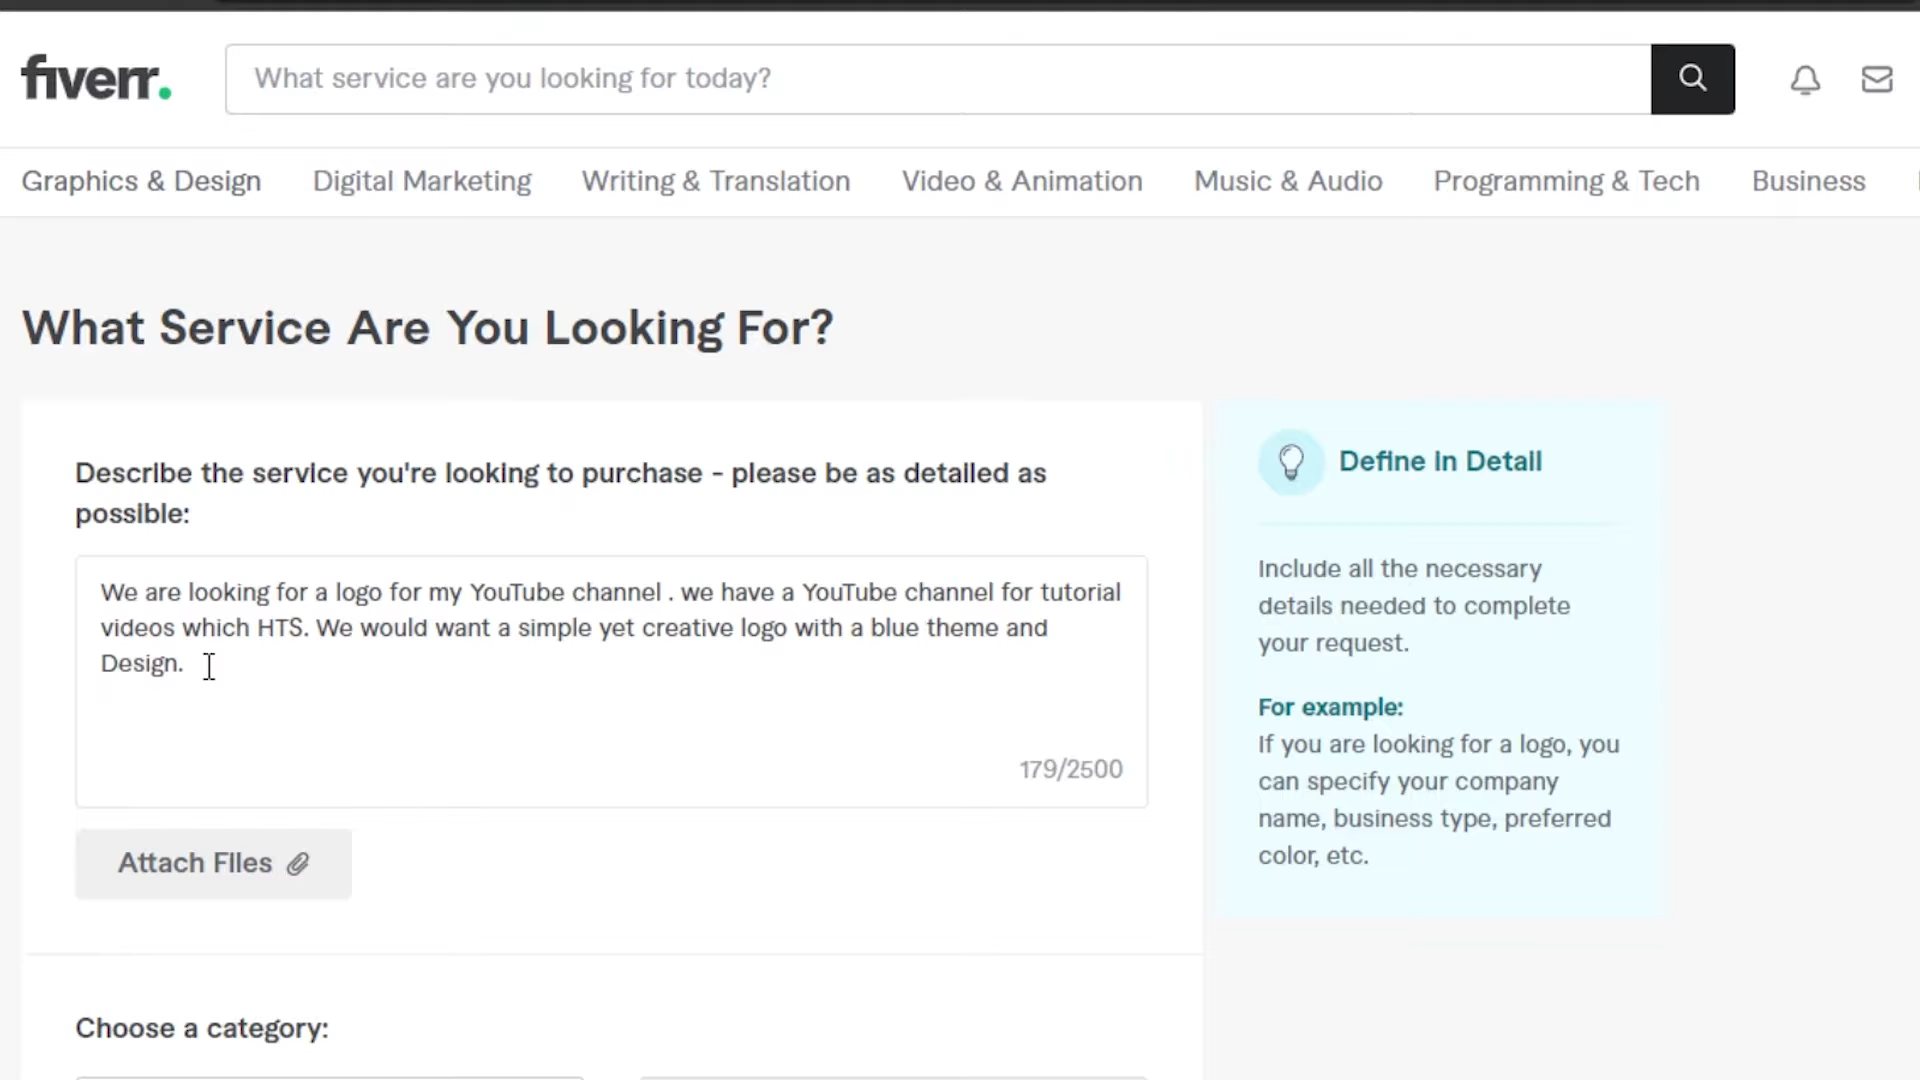 fiverr.
What service are you looking for today?
Graphics & Design Digital Marketing Writing & Translation Video & Animation Music & Audio Programming & Tech Business
What Service Are You Looking For?
Describe the service you're looking to purchase - please be as detailed as
possible:
We are looking for a logo for my YouTube channel . we have a YouTube channel for tutorial
videos which HTS. We would want a simple yet creative logo with a blue theme and
Design.
179/2500
Attach Files
Choose a category:
Define in Detail
Include all the necessary
details needed to complete
your request.
For example:
If you are looking for a logo, you
can specify your company
name, business type, preferred
color, etc.